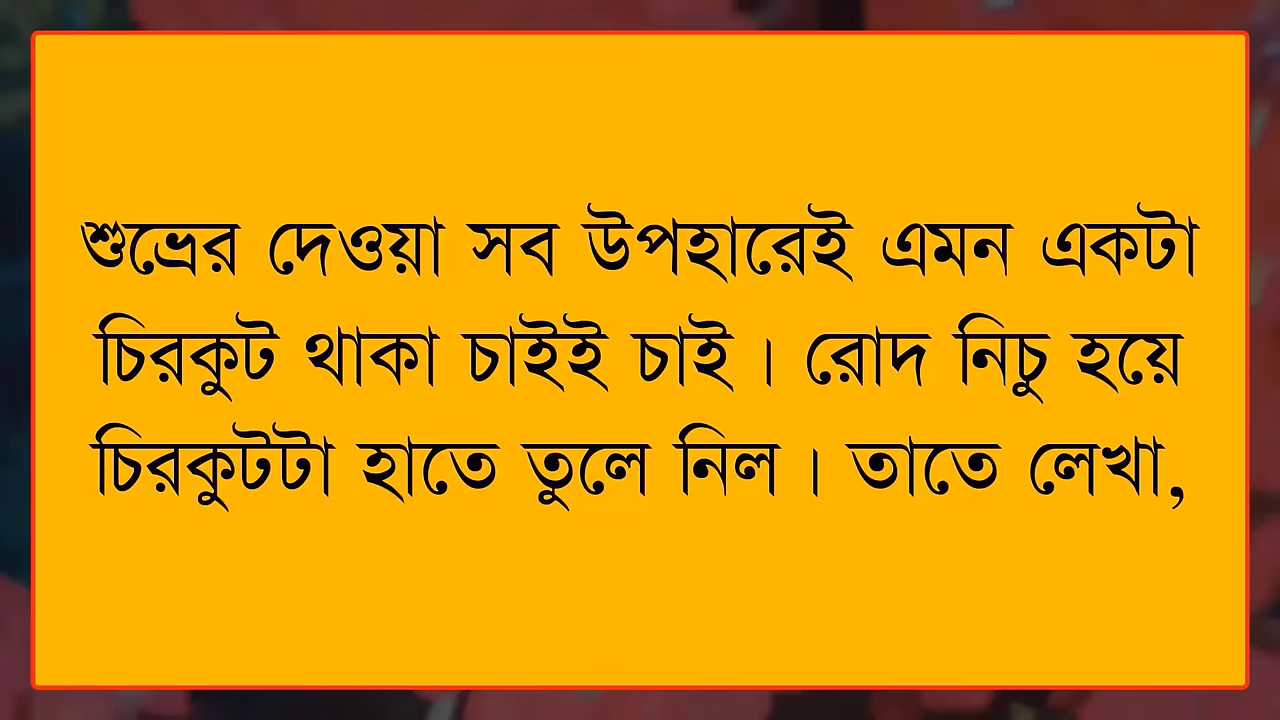 শুভ্রের দেওয়া সব উপহারেই এমন একটা
চিরকুট থাকা চাইই চাই । রোদ নিচু হয়ে
চিরকুটটা হাতে তুলে নিল । তাতে লেখা,